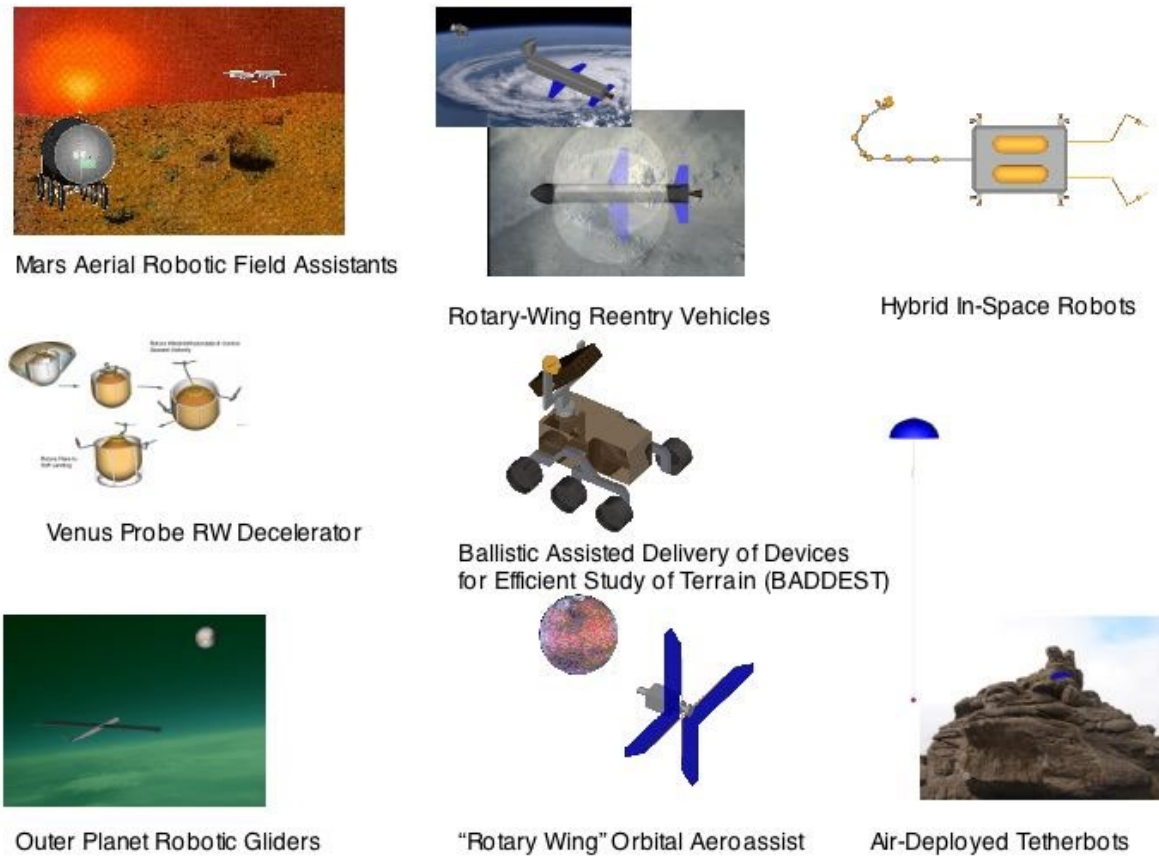 Mars Aerial Robotic Field Assistants
Rotary-Wing Reentry Vehicles
Hybrid In-Space Robots
Venus Probe RW Decelerator
Ballistic Assisted Delivery of Devices
for Efficient Study of Terrain (BADDEST)
Outer Planet Robotic Gliders
“Rotary Wing” Orbital Aeroassist
Air-Deployed Tetherbots